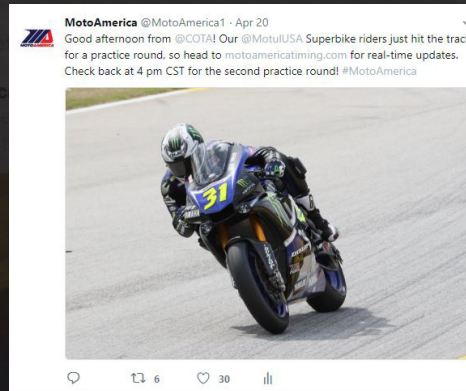 MotoAmerica @MotoAmerica1 · Apr 20
Good afternoon from @COTA! Our @MotulUSA Superbike riders just hit the trac
for a practice round, so head to motoamericatiming.com for real-time updates.
Check back at 4 pm CST for the second practice round! #MotoAmerica
31
6 30